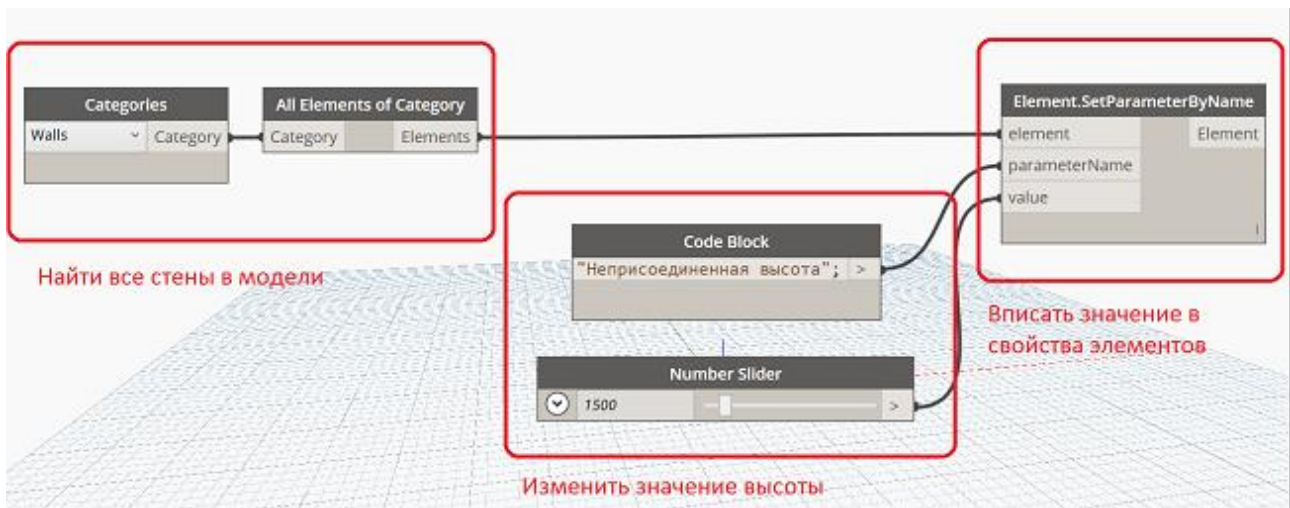 Categories
Walls Category
All Elements of Category
Category Elements
Найти все стены в модели
Code Block
"Неприсоединенная высота"; >
Number Slider
1500 >
Изменить значение высоты
Element.SetParameterByName
element Element
parameterName
value
l
Вписать значение в
свойства элементов